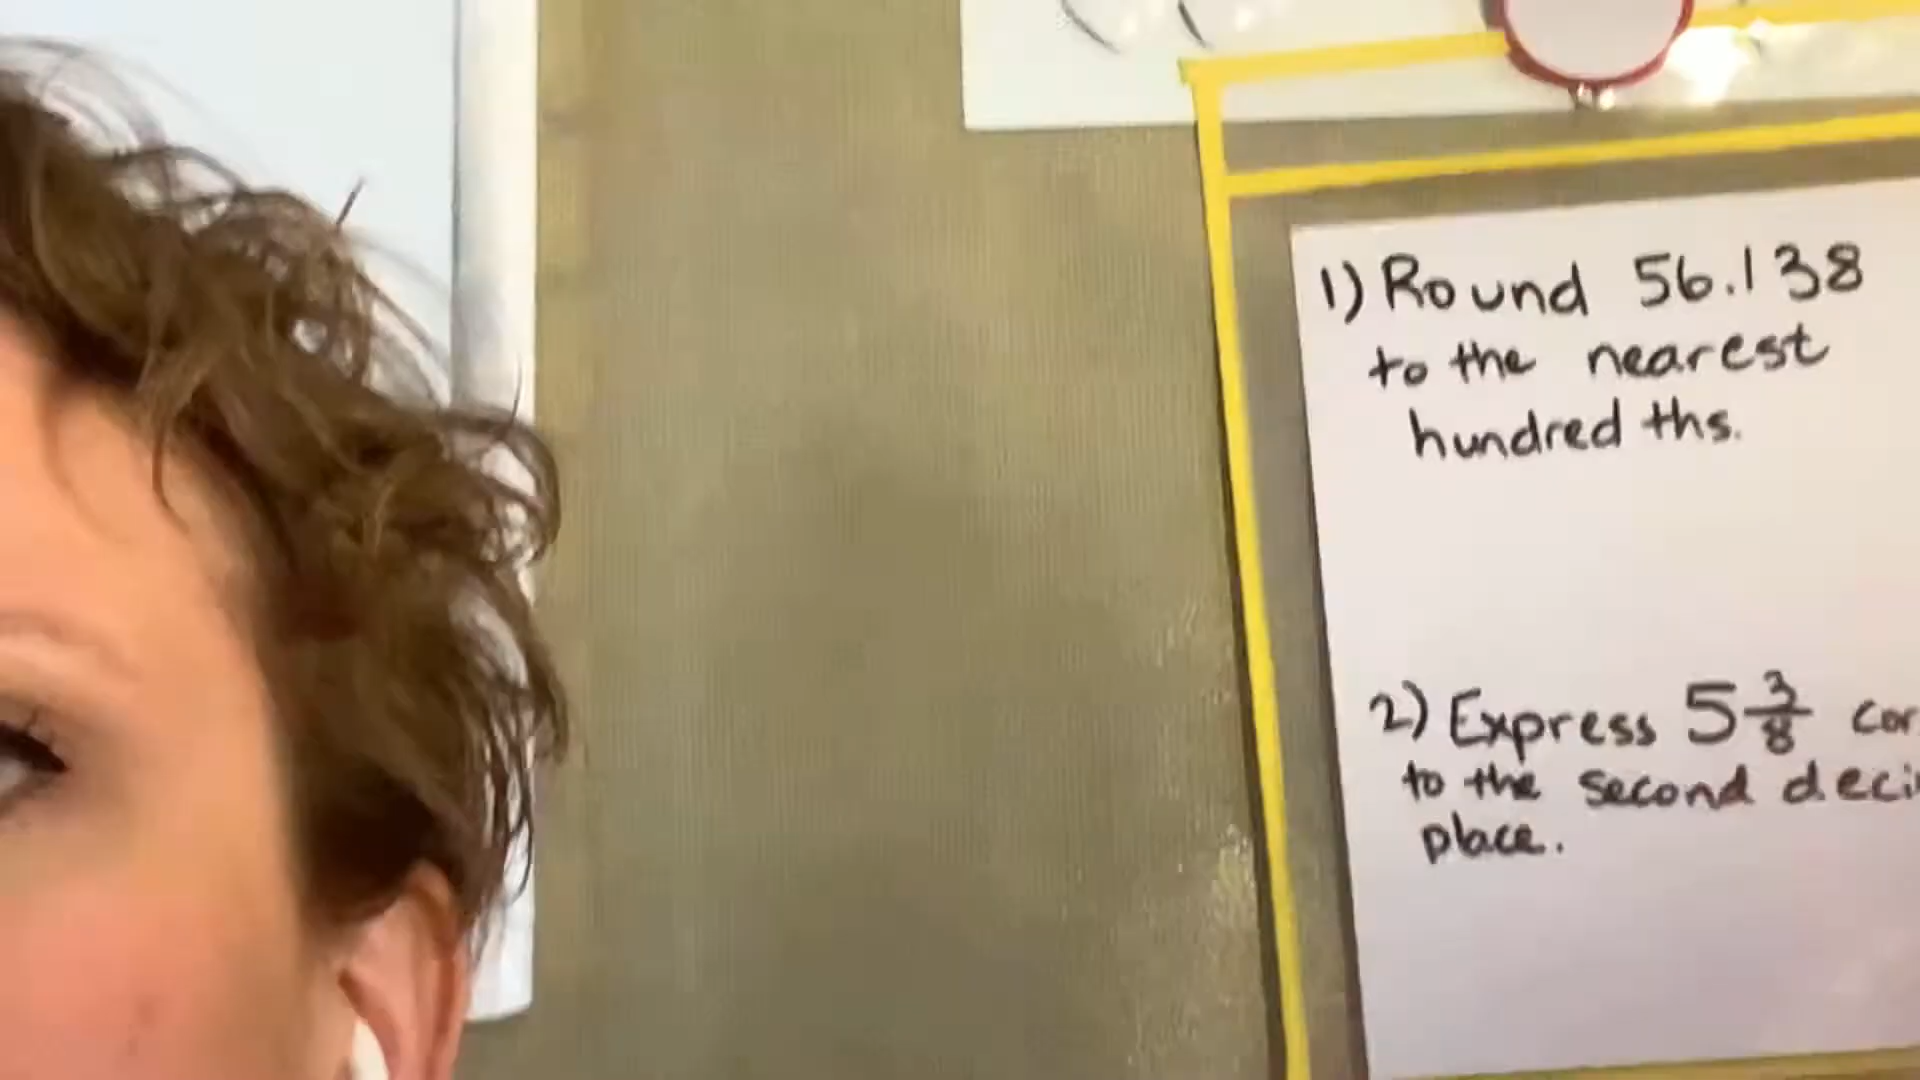 1) Round 56.138
to the nearest
hundredths.
2) Express 5 3/8
to the second
place.